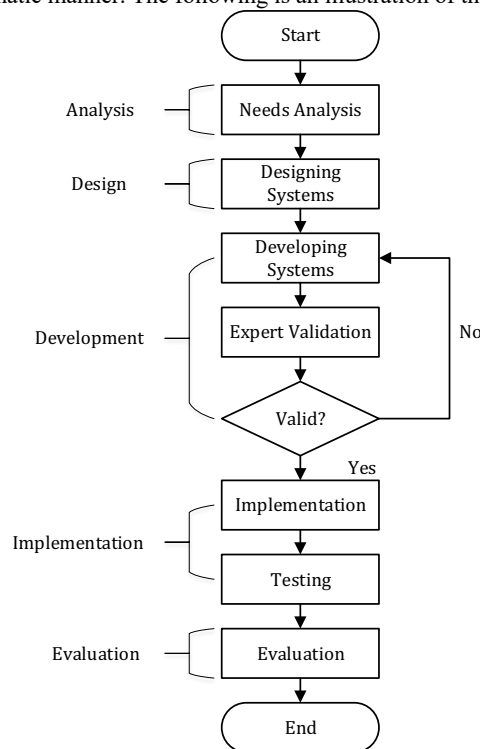 matic manner. The following is an illustration of th
Start
Analysis
Needs Analysis
Design
Designing
Systems
Developing
Systems
Development
Expert Validation
No
Valid?
Yes
Implementation
Implementation
Testing
Evaluation
Evaluation
End